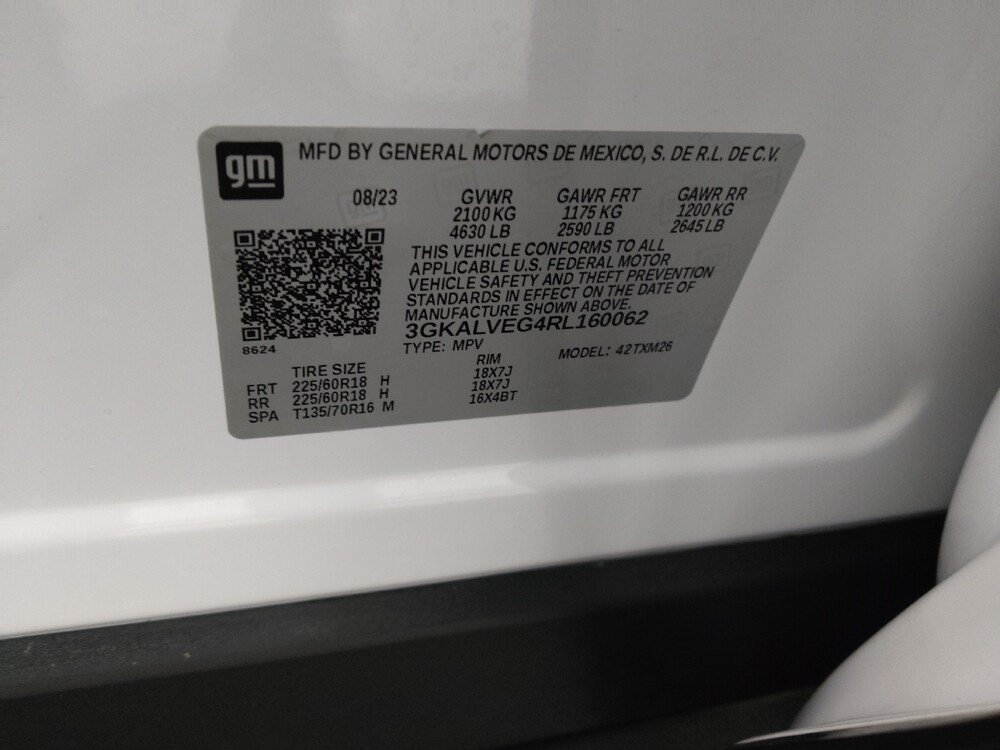 gm MFD BY GENERAL MOTORS DE MEXICO, S. DE R.L. DE C.V.
08/23 GVWR GAWR FRT GAWR RR
2100 KG 1175 KG 1200 KG
4630 LB 2590 LB 2645 LB
THIS VEHICLE CONFORMS TO ALL
APPLICABLE U.S. FEDERAL MOTOR
VEHICLE SAFETY AND THEFT PREVENTION
STANDARDS IN EFFECT ON THE DATE OF
MANUFACTURE SHOWN ABOVE.
3GKALVEG4RL160062
8624 TYPE: MPV MODEL: 42TXM26
TIRE SIZE RIM
FRT 225/60R18 H 18X7J
RR 225/60R18 H 18X7J
SPA T135/70R16 M 16X4BT